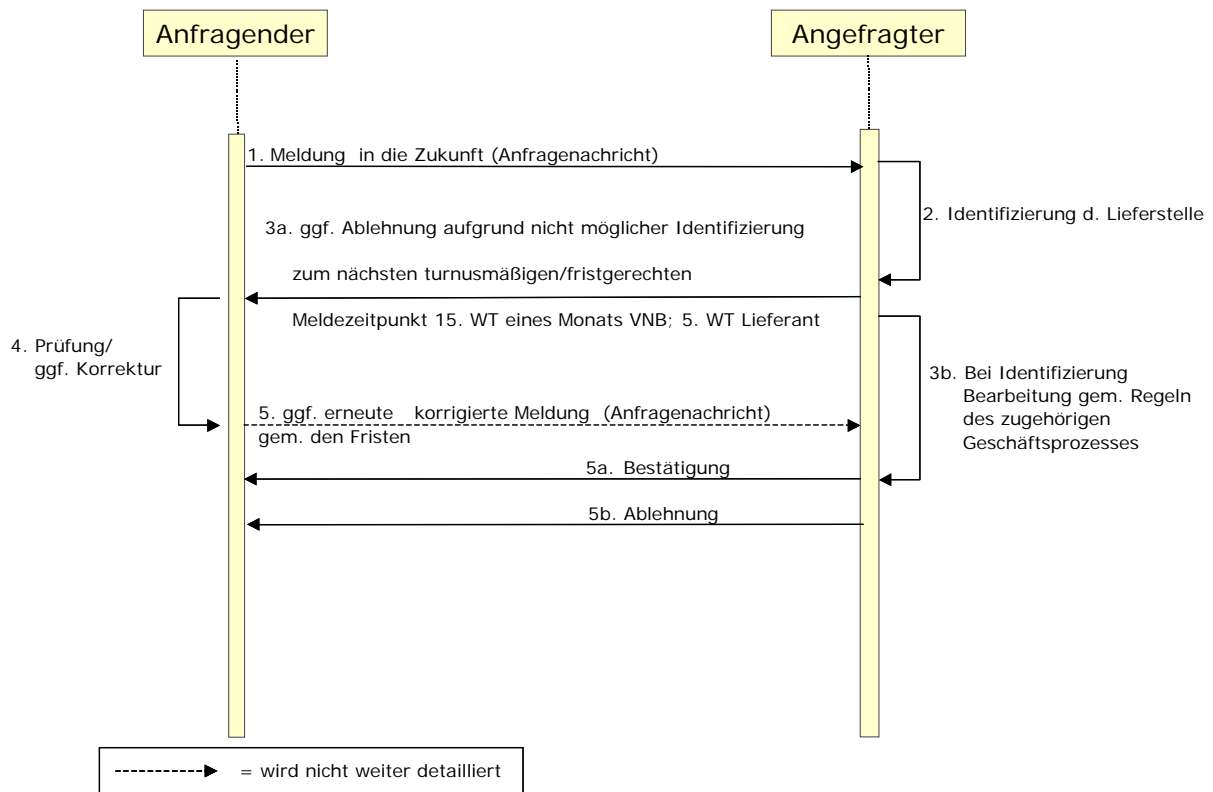 Anfragender
Angefragter
1. Meldung in die Zukunft (Anfragenachricht)
2. Identifizierung d. Lieferstelle
3a. ggf. Ablehnung aufgrund nicht möglicher Identifizierung
zum nächsten turnusmäßigen/fristgerechten
Meldezeitpunkt 15. WT eines Monats VNB; 5. WT Lieferant
4. Prüfung/
ggf. Korrektur
3b. Bei Identifizierung
Bearbeitung gem. Regeln
des zugehörigen
Geschäftsprozesses
5. ggf. erneute korrigierte Meldung (Anfragenachricht)
gem. den Fristen
5a. Bestätigung
5b. Ablehnung
= wird nicht weiter detailliert